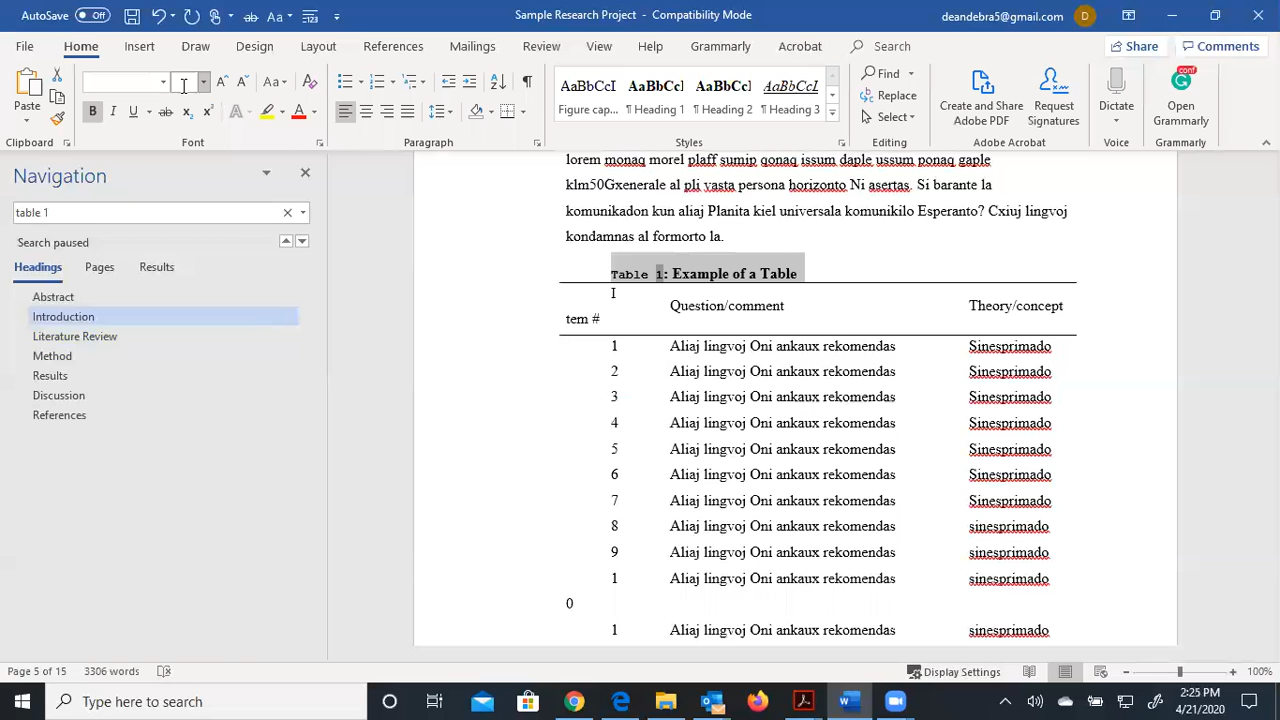 AutoSave Off Sample Research Project - Compatibility Mode deandebra5@gmail.com D
File Home Insert Draw Design Layout References Mailings Review View Help Grammarly Acrobat Search Share Comments
Paste
Clipboard
Aa
B I U ab x₂ x² A A
Font
Paragraph
AaBbCcI AaBbCcI AaBbCcI AaBbCcI
Figure cap... ¶ Heading 1 ¶ Heading 2 ¶ Heading 3
Styles
Find
Replace
Select
Editing
Create and Share
Adobe PDF
Request
Signatures
Adobe Acrobat
Dictate
Voice
conf
Open
Grammarly
Grammarly
Navigation
table 1
Search paused
Headings Pages Results
Abstract
Introduction
Literature Review
Method
Results
Discussion
References
lorem monaq morel plaff sumip qonaq issum daple ussum ponaq gaple
klm50Gxenerale al pli vasta persona horizonto Ni asertas. Si barante la
komunikadon kun aliaj Planita kiel universala komunikilo Esperanto? Cxiuj lingvoj
kondamnas al formorto la.
Table 1: Example of a Table
I Question/comment Theory/concept
tem #
1 Aliaj lingvoj Oni ankaux rekomendas Sinesprimado
2 Aliaj lingvoj Oni ankaux rekomendas Sinesprimado
3 Aliaj lingvoj Oni ankaux rekomendas Sinesprimado
4 Aliaj lingvoj Oni ankaux rekomendas Sinesprimado
5 Aliaj lingvoj Oni ankaux rekomendas Sinesprimado
6 Aliaj lingvoj Oni ankaux rekomendas Sinesprimado
7 Aliaj lingvoj Oni ankaux rekomendas Sinesprimado
8 Aliaj lingvoj Oni ankaux rekomendas sinesprimado
9 Aliaj lingvoj Oni ankaux rekomendas sinesprimado
1 Aliaj lingvoj Oni ankaux rekomendas sinesprimado
0
1 Aliaj lingvoj Oni ankaux rekomendas sinesprimado
Page 5 of 15 3306 words Display Settings 100%
Type here to search
2:25 PM
4/21/2020